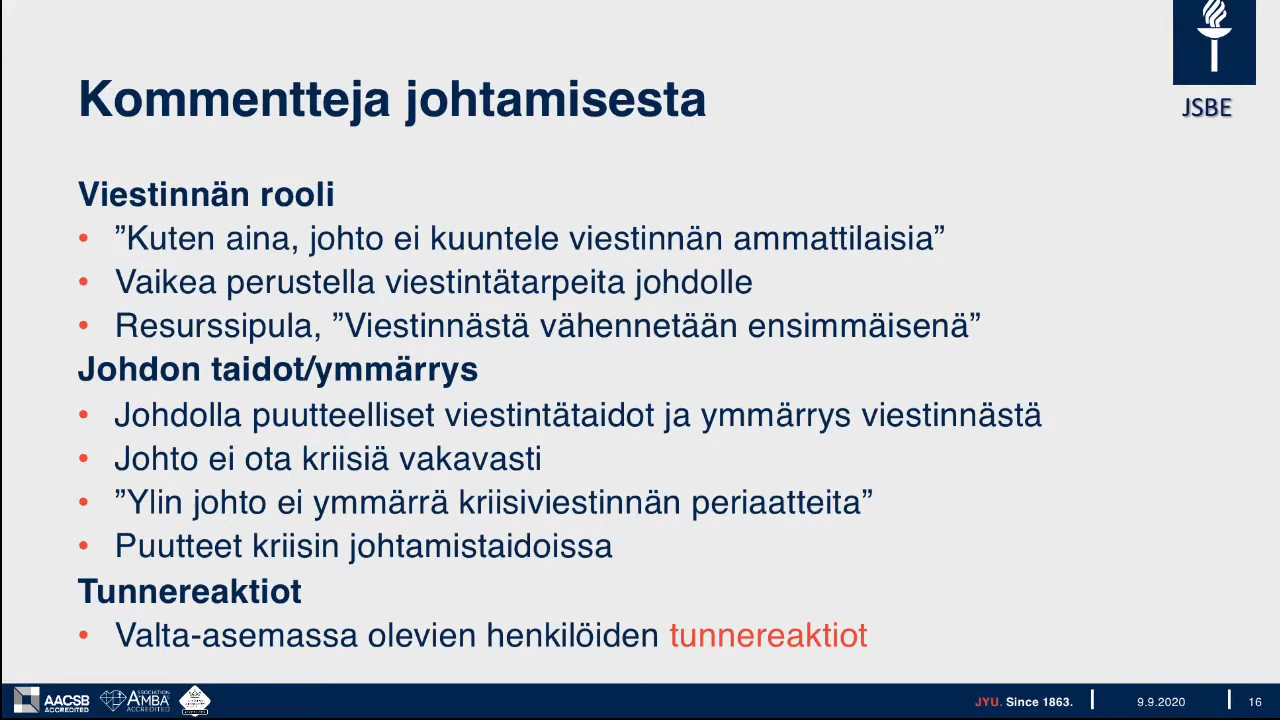 JSBE
Kommentteja johtamisesta
Viestinnän rooli
• ”Kuten aina, johto ei kuuntele viestinnän ammattilaisia”
• Vaikea perustella viestintätarpeita johdolle
• Resurssipula, ”Viestinnästä vähennetään ensimmäisenä”
Johdon taidot/ymmärrys
• Johdolla puutteelliset viestintätaidot ja ymmärrys viestinnästä
• Johto ei ota kriisiä vakavasti
• ”Ylin johto ei ymmärrä kriisiviestinnän periaatteita”
• Puutteet kriisin johtamistaidoissa
Tunnereaktiot
• Valta-asemassa olevien henkilöiden tunnereaktiot
AACSB
ACCREDITED
ASSOCIATION
AMBA
ACCREDITED
JYU. Since 1863.
9.9.2020
16